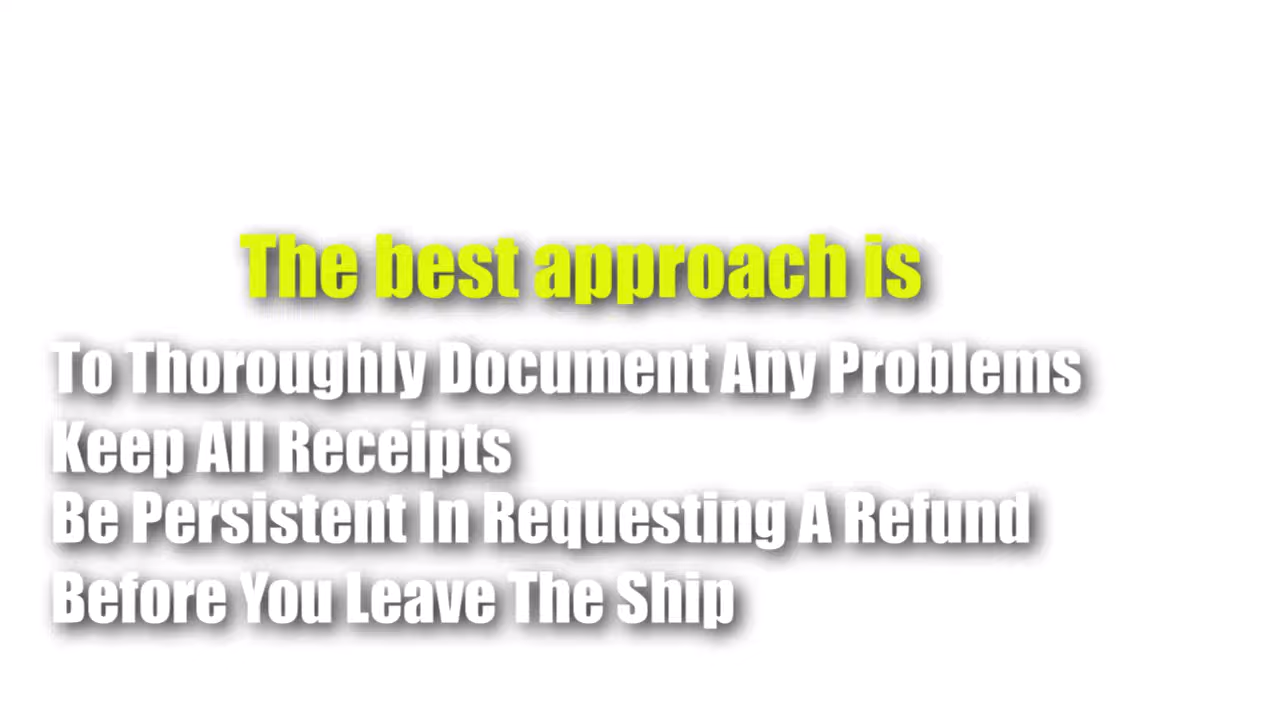 The best approach is
To Thoroughly Document Any Problems
Keep All Receipts
Be Persistent In Requesting A Refund
Before You Leave The Ship